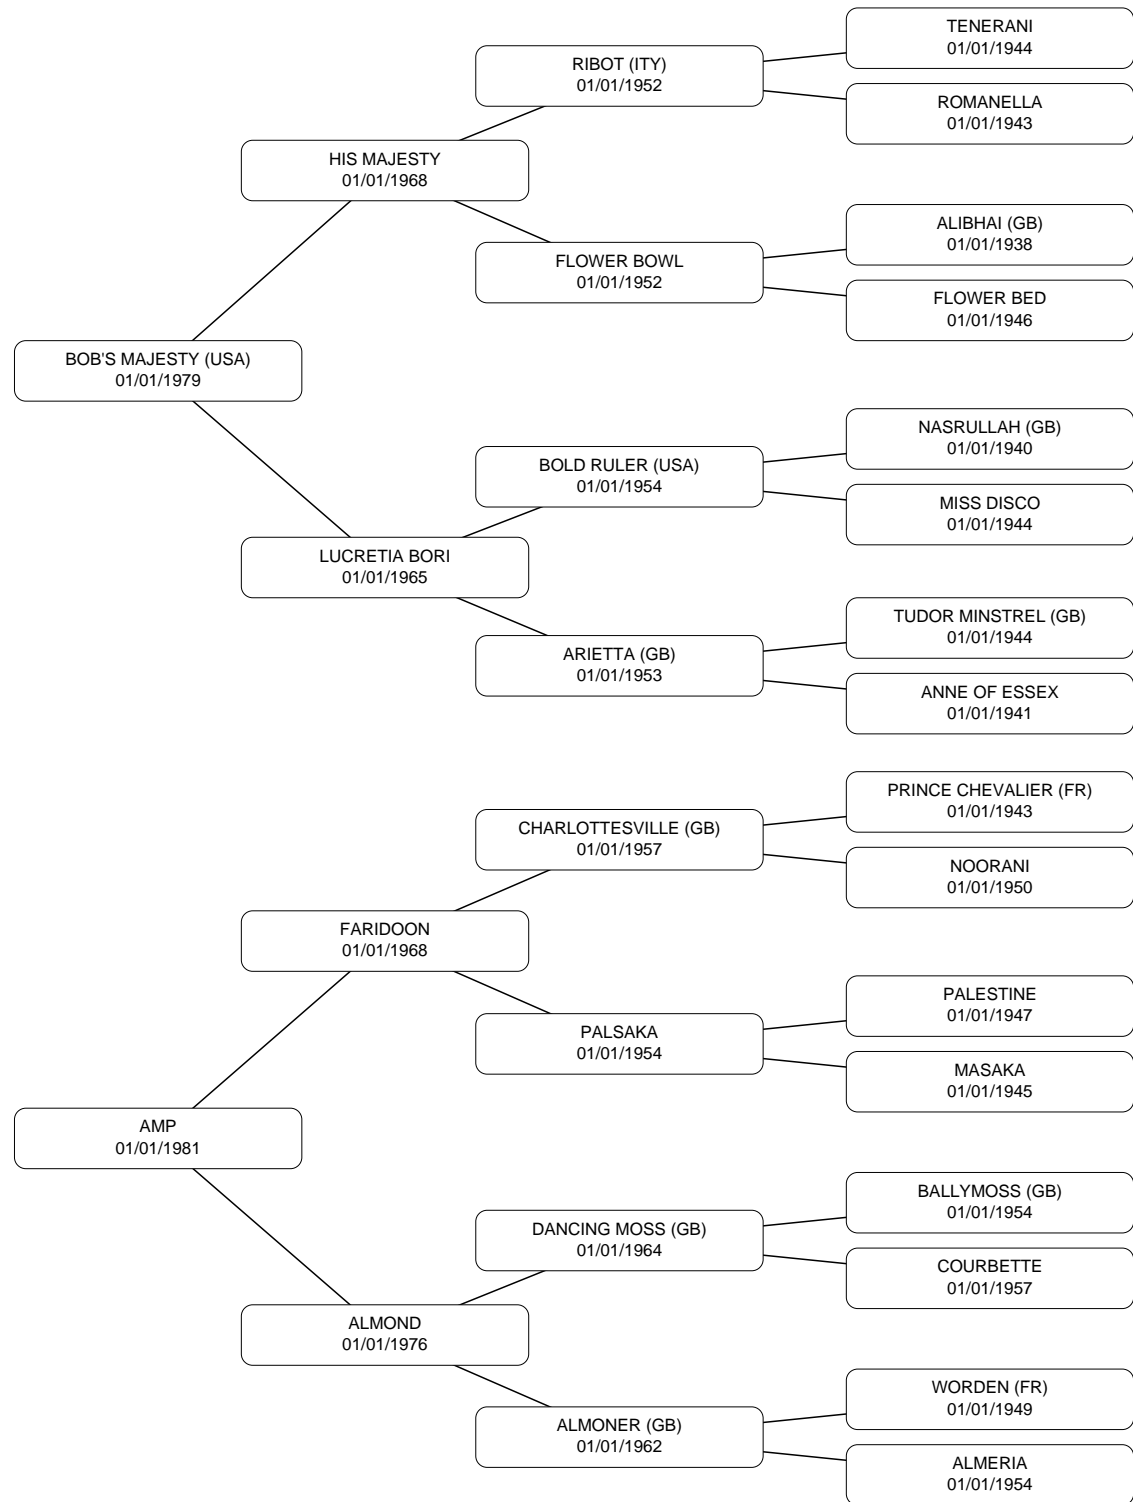 TENERANI
01/01/1944
RIBOT (ITY)
01/01/1952
ROMANELLA
01/01/1943
HIS MAJESTY
01/01/1968
ALIBHAI (GB)
01/01/1938
FLOWER BOWL
01/01/1952
FLOWER BED
01/01/1946
BOB'S MAJESTY (USA)
01/01/1979
NASRULLAH (GB)
01/01/1940
BOLD RULER (USA)
01/01/1954
MISS DISCO
01/01/1944
LUCRETIA BORI
01/01/1965
TUDOR MINSTREL (GB)
01/01/1944
ARIETTA (GB)
01/01/1953
ANNE OF ESSEX
01/01/1941
PRINCE CHEVALIER (FR)
01/01/1943
CHARLOTTESVILLE (GB)
01/01/1957
NOORANI
01/01/1950
FARIDOON
01/01/1968
PALESTINE
01/01/1947
PALSAKA
01/01/1954
MASAKA
01/01/1945
AMP
01/01/1981
BALLYMOSS (GB)
01/01/1954
DANCING MOSS (GB)
01/01/1964
COURBETTE
01/01/1957
ALMOND
01/01/1976
WORDEN (FR)
01/01/1949
ALMONER (GB)
01/01/1962
ALMERIA
01/01/1954